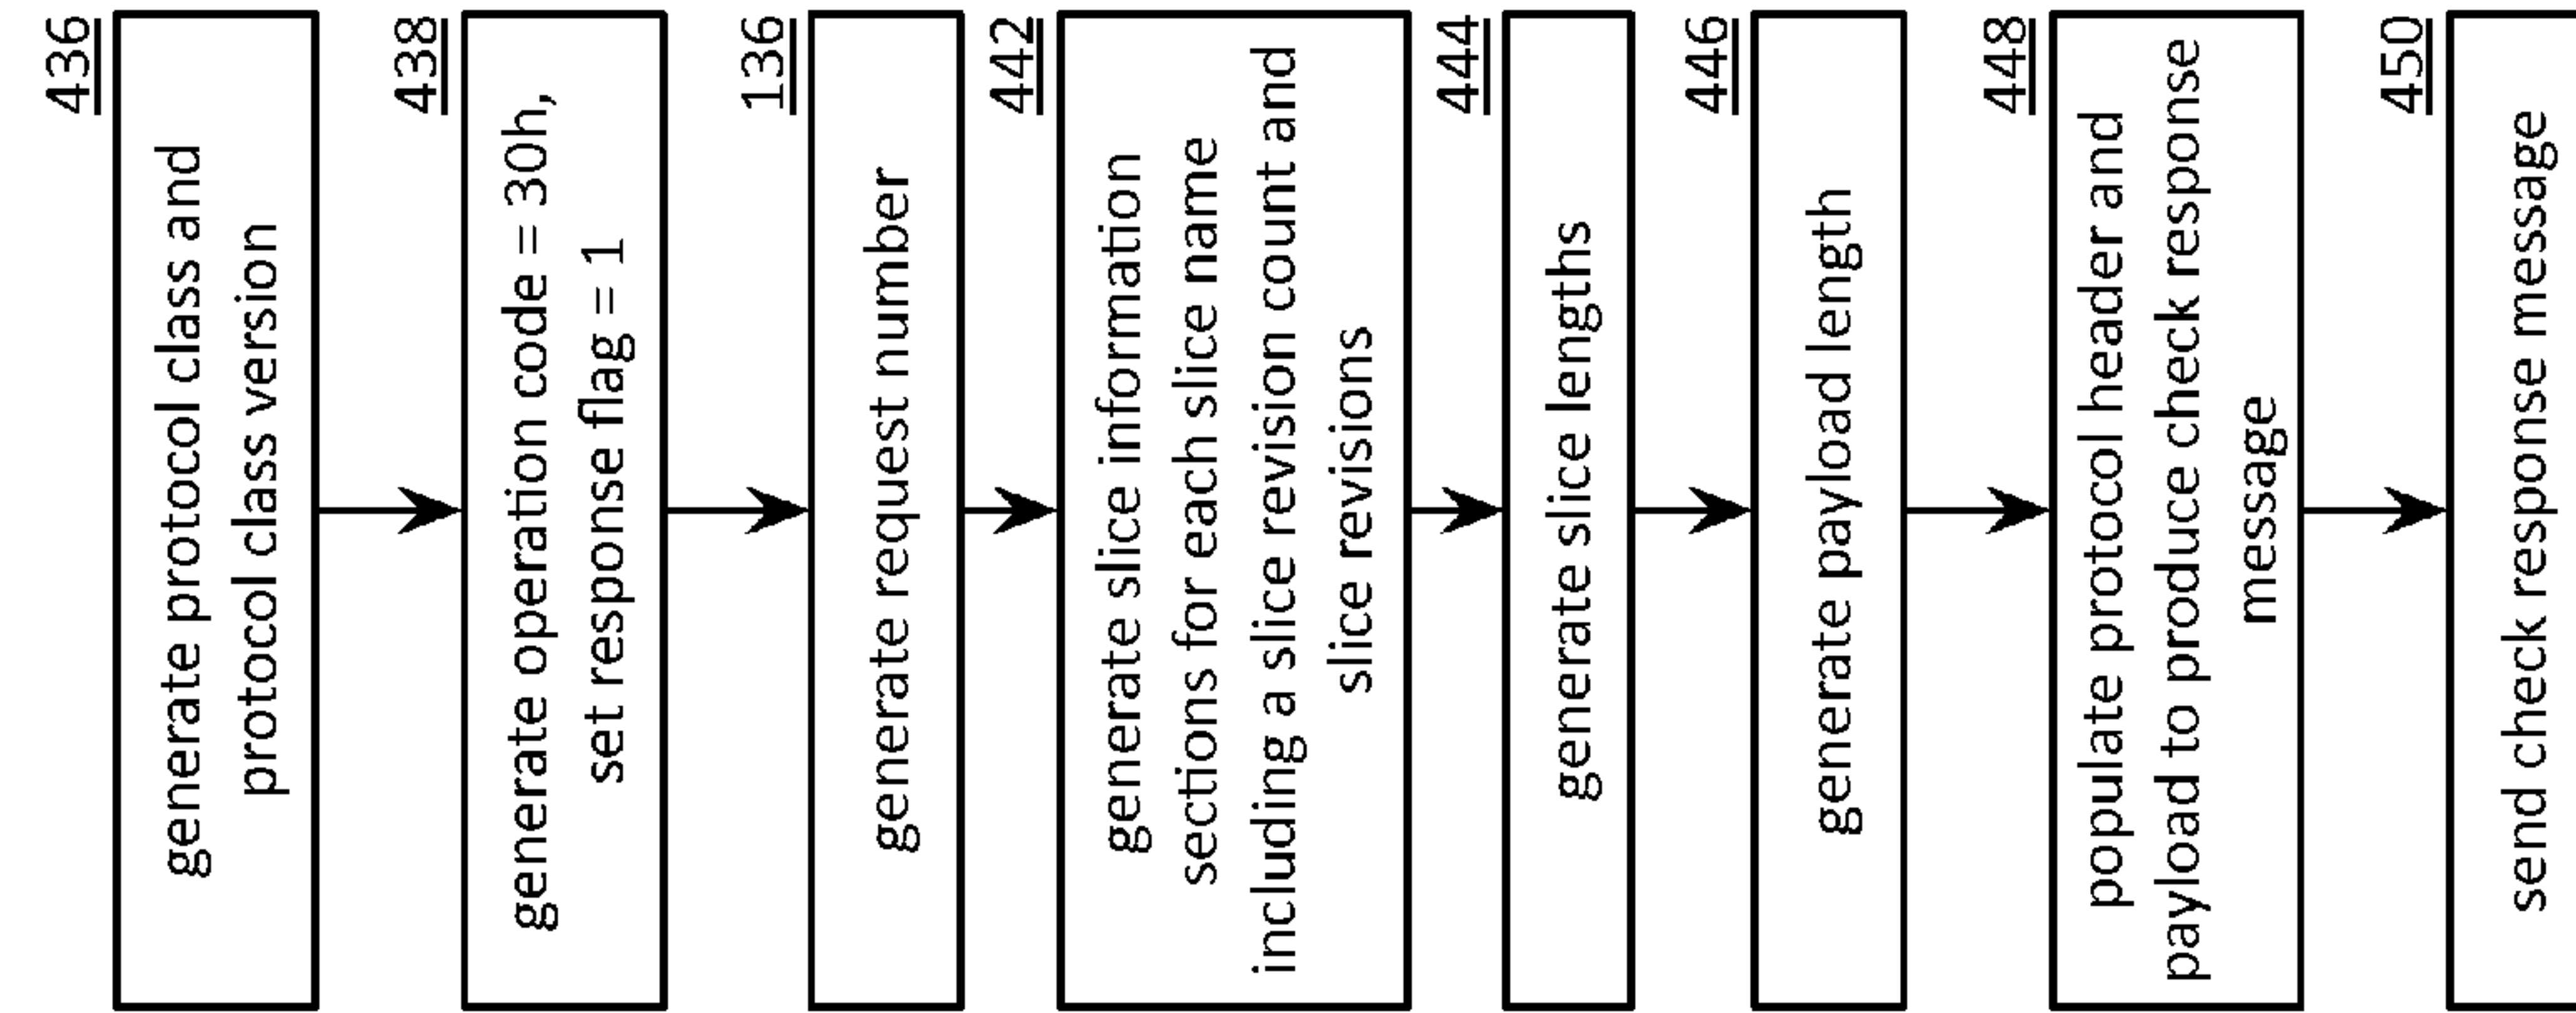 436
generate protocol class and
protocol class version
438
generate operation code = 30h,
set response flag = 1
136
generate request number
442
generate slice information
sections for each slice name
including a slice revision count and
slice revisions
444
generate slice lengths
446
generate payload length
448
populate protocol header and
payload to produce check response
message
450
send check response message